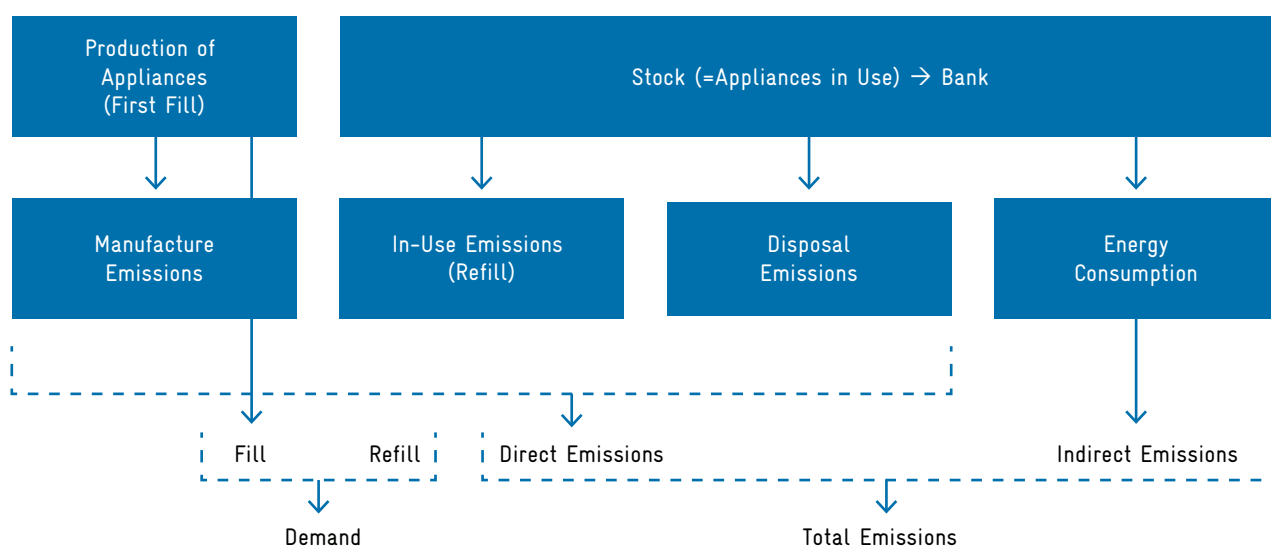 Production of
Appliances
(First Fill)
Stock (=Appliances in Use) → Bank
Manufacture
Emissions
In-Use Emissions
(Refill)
Disposal
Emissions
Energy
Consumption
Fill
Refill
Direct Emissions
Indirect Emissions
Demand
Total Emissions